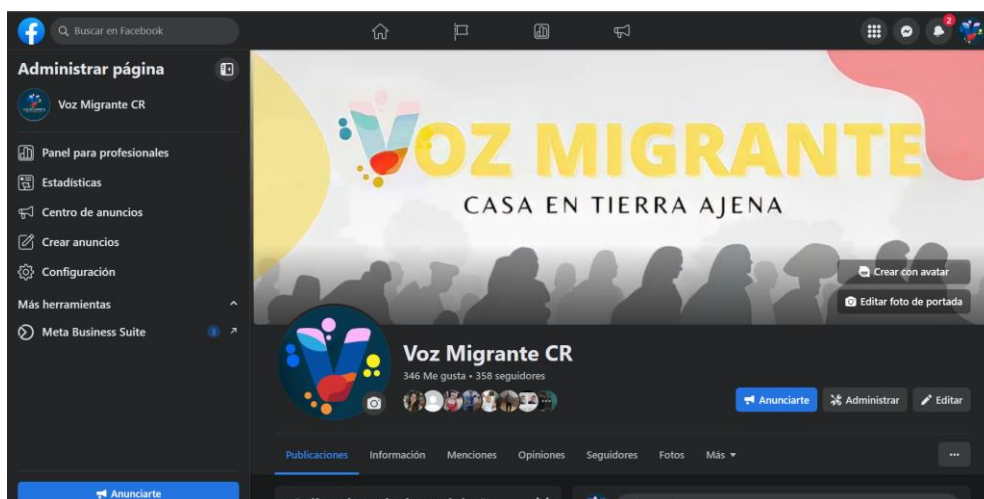 Buscar en Facebook
2
Administrar página
Voz Migrante CR
Panel para profesionales
Estadísticas
Centro de anuncios
Crear anuncios
Configuración
Más herramientas
Meta Business Suite
3
Anunciarte
VOZ MIGRANTE
CASA EN TIERRA AJENA
Crear con avatar
Editar foto de portada
Voz Migrante CR
346 Me gusta • 358 seguidores
Anunciarte
Administrar
Editar
Publicaciones
Información
Menciones
Opiniones
Seguidores
Fotos
Más